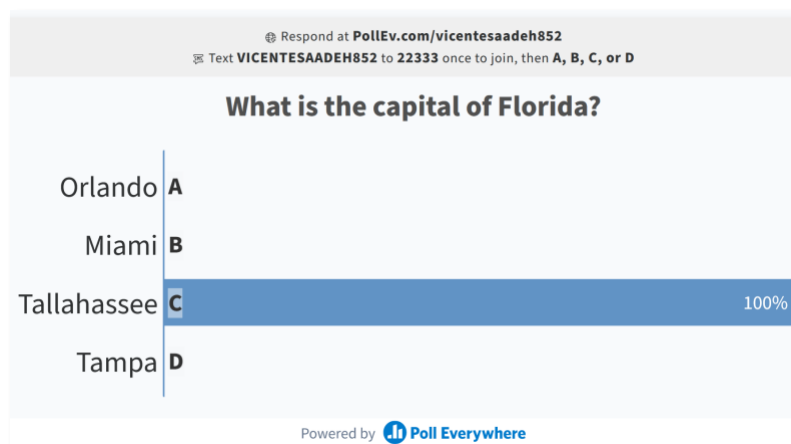 Respond at PollEv.com/vicentesaadeh852
Text VICENTESAADEH852 to 22333 once to join, then A, B, C, or D
What is the capital of Florida?
Orlando A
Miami B
Tallahassee C 100%
Tampa D
Powered by Poll Everywhere